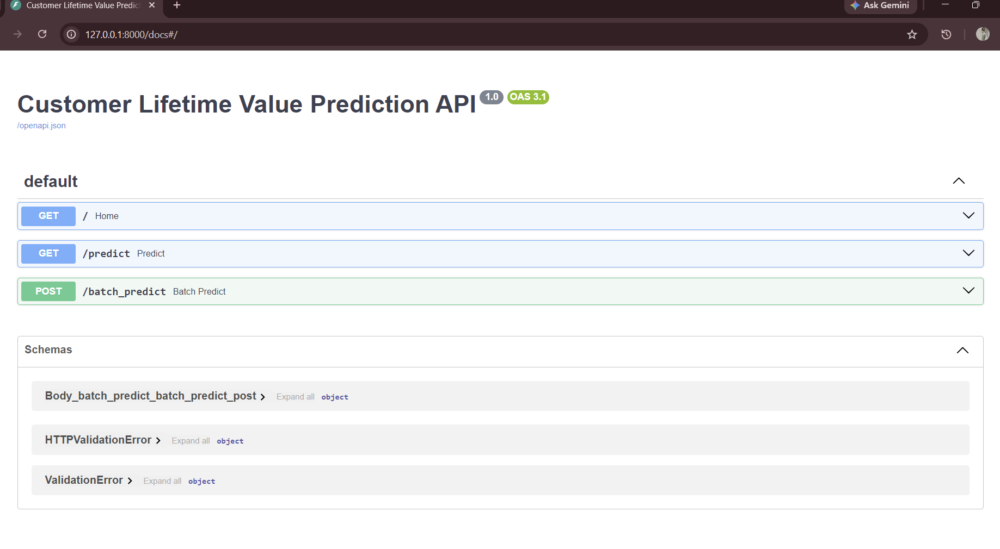 Customer Lifetime Value Predic
Ask Gemini
127.0.0.1:8000/docs#/
Customer Lifetime Value Prediction API 1.0 OAS 3.1
/openapi.json
default
GET / Home
GET /predict Predict
POST /batch_predict Batch Predict
Schemas
Body_batch_predict_batch_predict_post Expand all object
HTTPValidationError Expand all object
ValidationError Expand all object